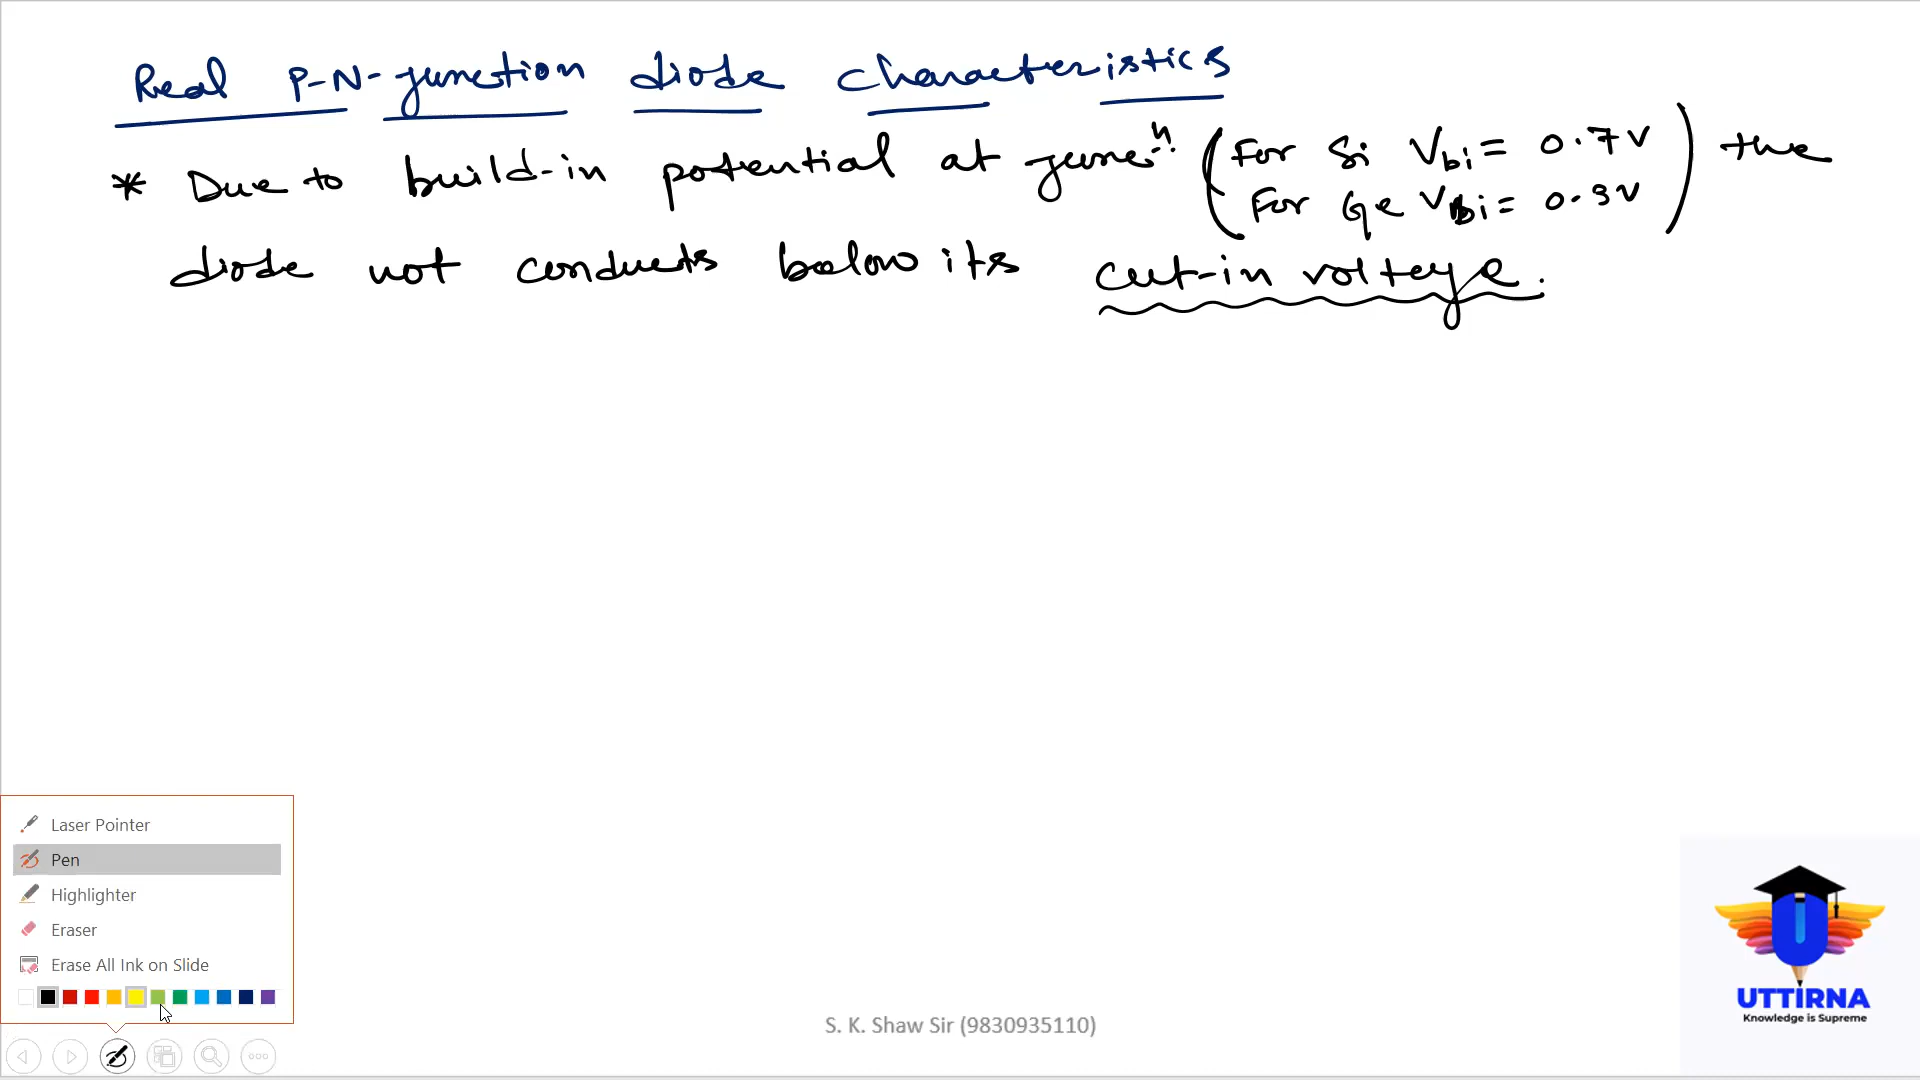 Real P-N-junction diode characteristics
* Due to build-in potential at junc^n. (For Si Vbi = 0.7V
For Ge Vbi = 0.3V) the
diode not conducts below its cut-in voltage.
Laser Pointer
Pen
Highlighter
Eraser
Erase All Ink on Slide
S. K. Shaw Sir (9830935110)
UTTIRNA
Knowledge is Supreme